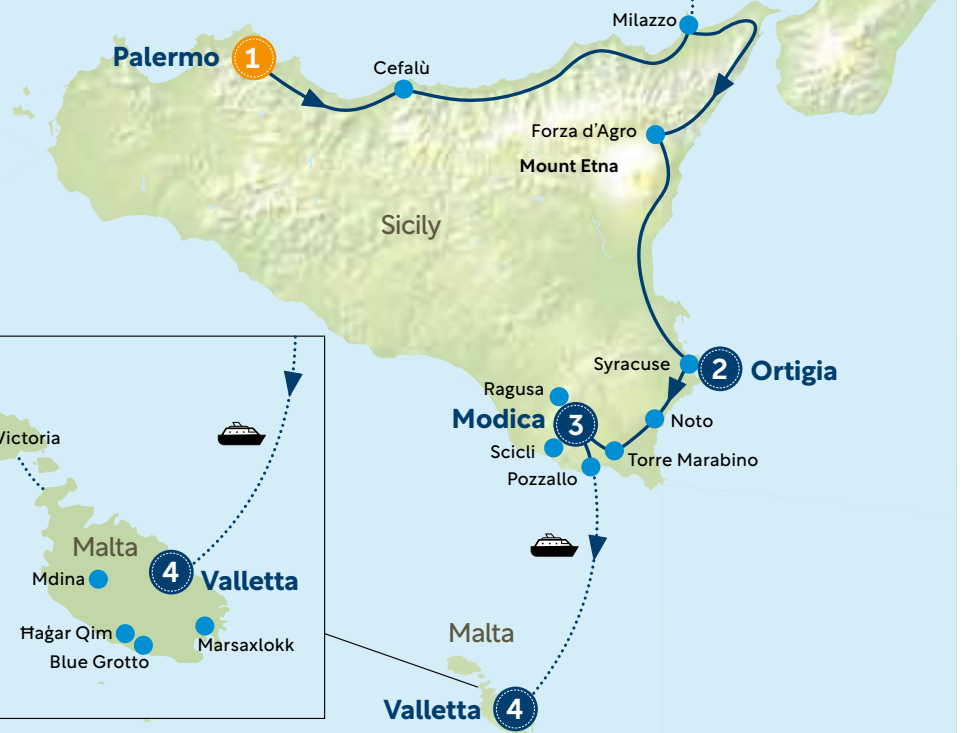 Milazzo
Palermo 1
Cefalù
Forza d'Agro
Mount Etna
Sicily
Syracuse
2 Ortigia
Ragusa
Modica 3
Noto
Scicli
Torre Marabino
Pozzallo
Victoria
Malta
4 Valletta
Mdina
Ħaġar Qim
Marsaxlokk
Blue Grotto
Malta
Valletta 4